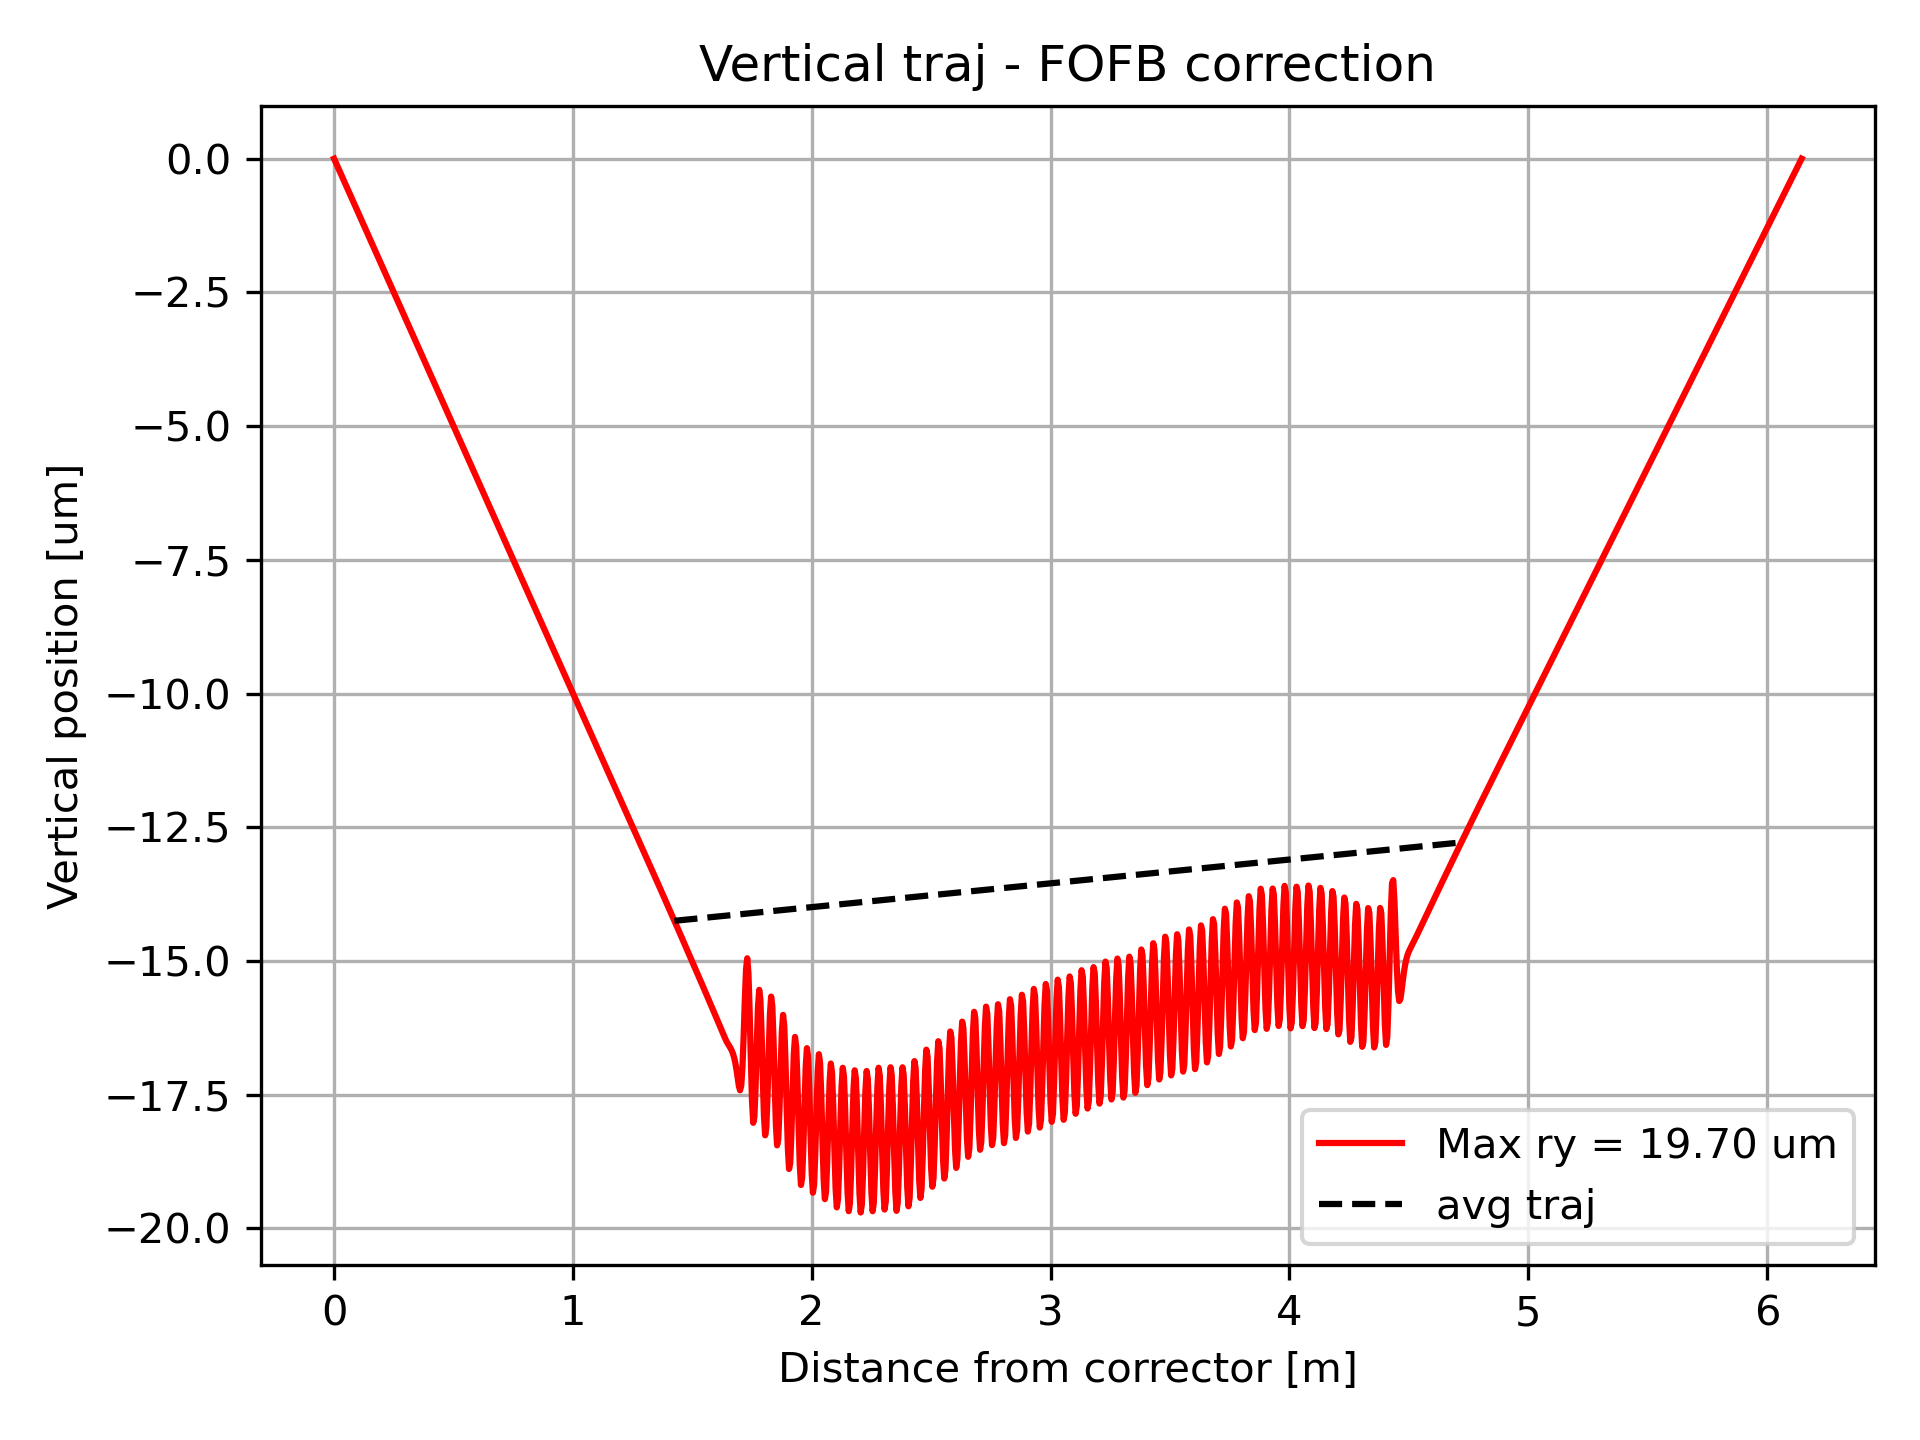 Vertical traj - FOFB correction
0.0
−2.5
−5.0
−7.5
−10.0
−12.5
−15.0
−17.5
−20.0
Vertical position [um]
Max ry = 19.70 um
avg traj
0 1 2 3 4 5 6
Distance from corrector [m]